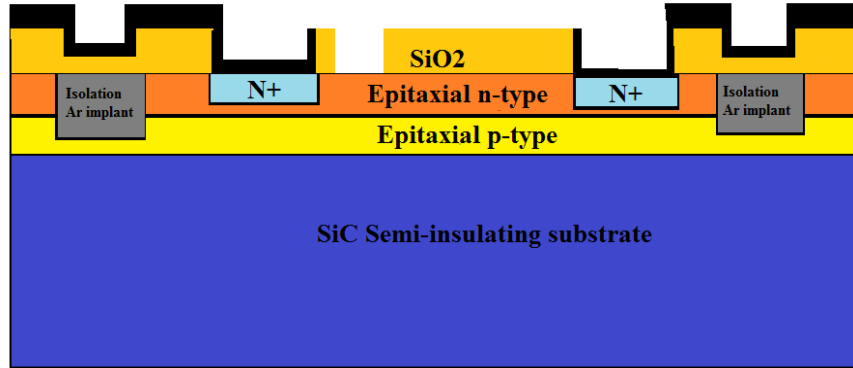 SiO2
Isolation
Ar implant
N+
Epitaxial n-type
N+
Isolation
Ar implant
Epitaxial p-type
SiC Semi-insulating substrate